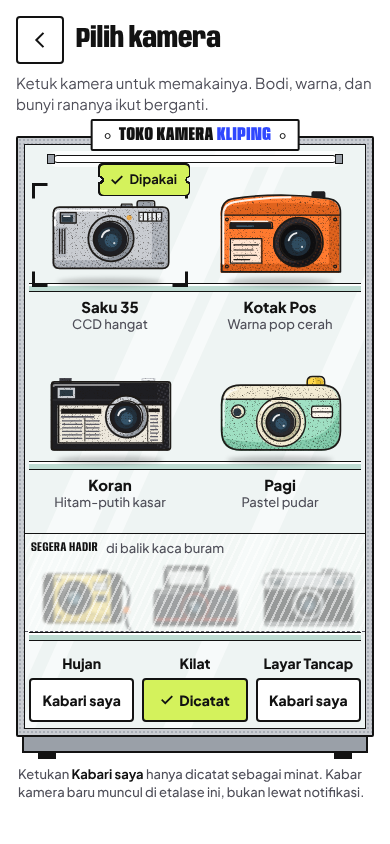 Pilih kamera
Ketuk kamera untuk memakainya. Bodi, warna, dan
bunyi rananya ikut berganti.
TOKO KAMERA KLIPING
Dipakai
Saku 35
CCD hangat
Kotak Pos
Warna pop cerah
Koran
Hitam-putih kasar
Pagi
Pastel pudar
SEGERA HADIR di balik kaca buram
Hujan
Kilat
Layar Tancap
Kabari saya
Dicatat
Kabari saya
Ketukan Kabari saya hanya dicatat sebagai minat. Kabar
kamera baru muncul di etalase ini, bukan lewat notifikasi.